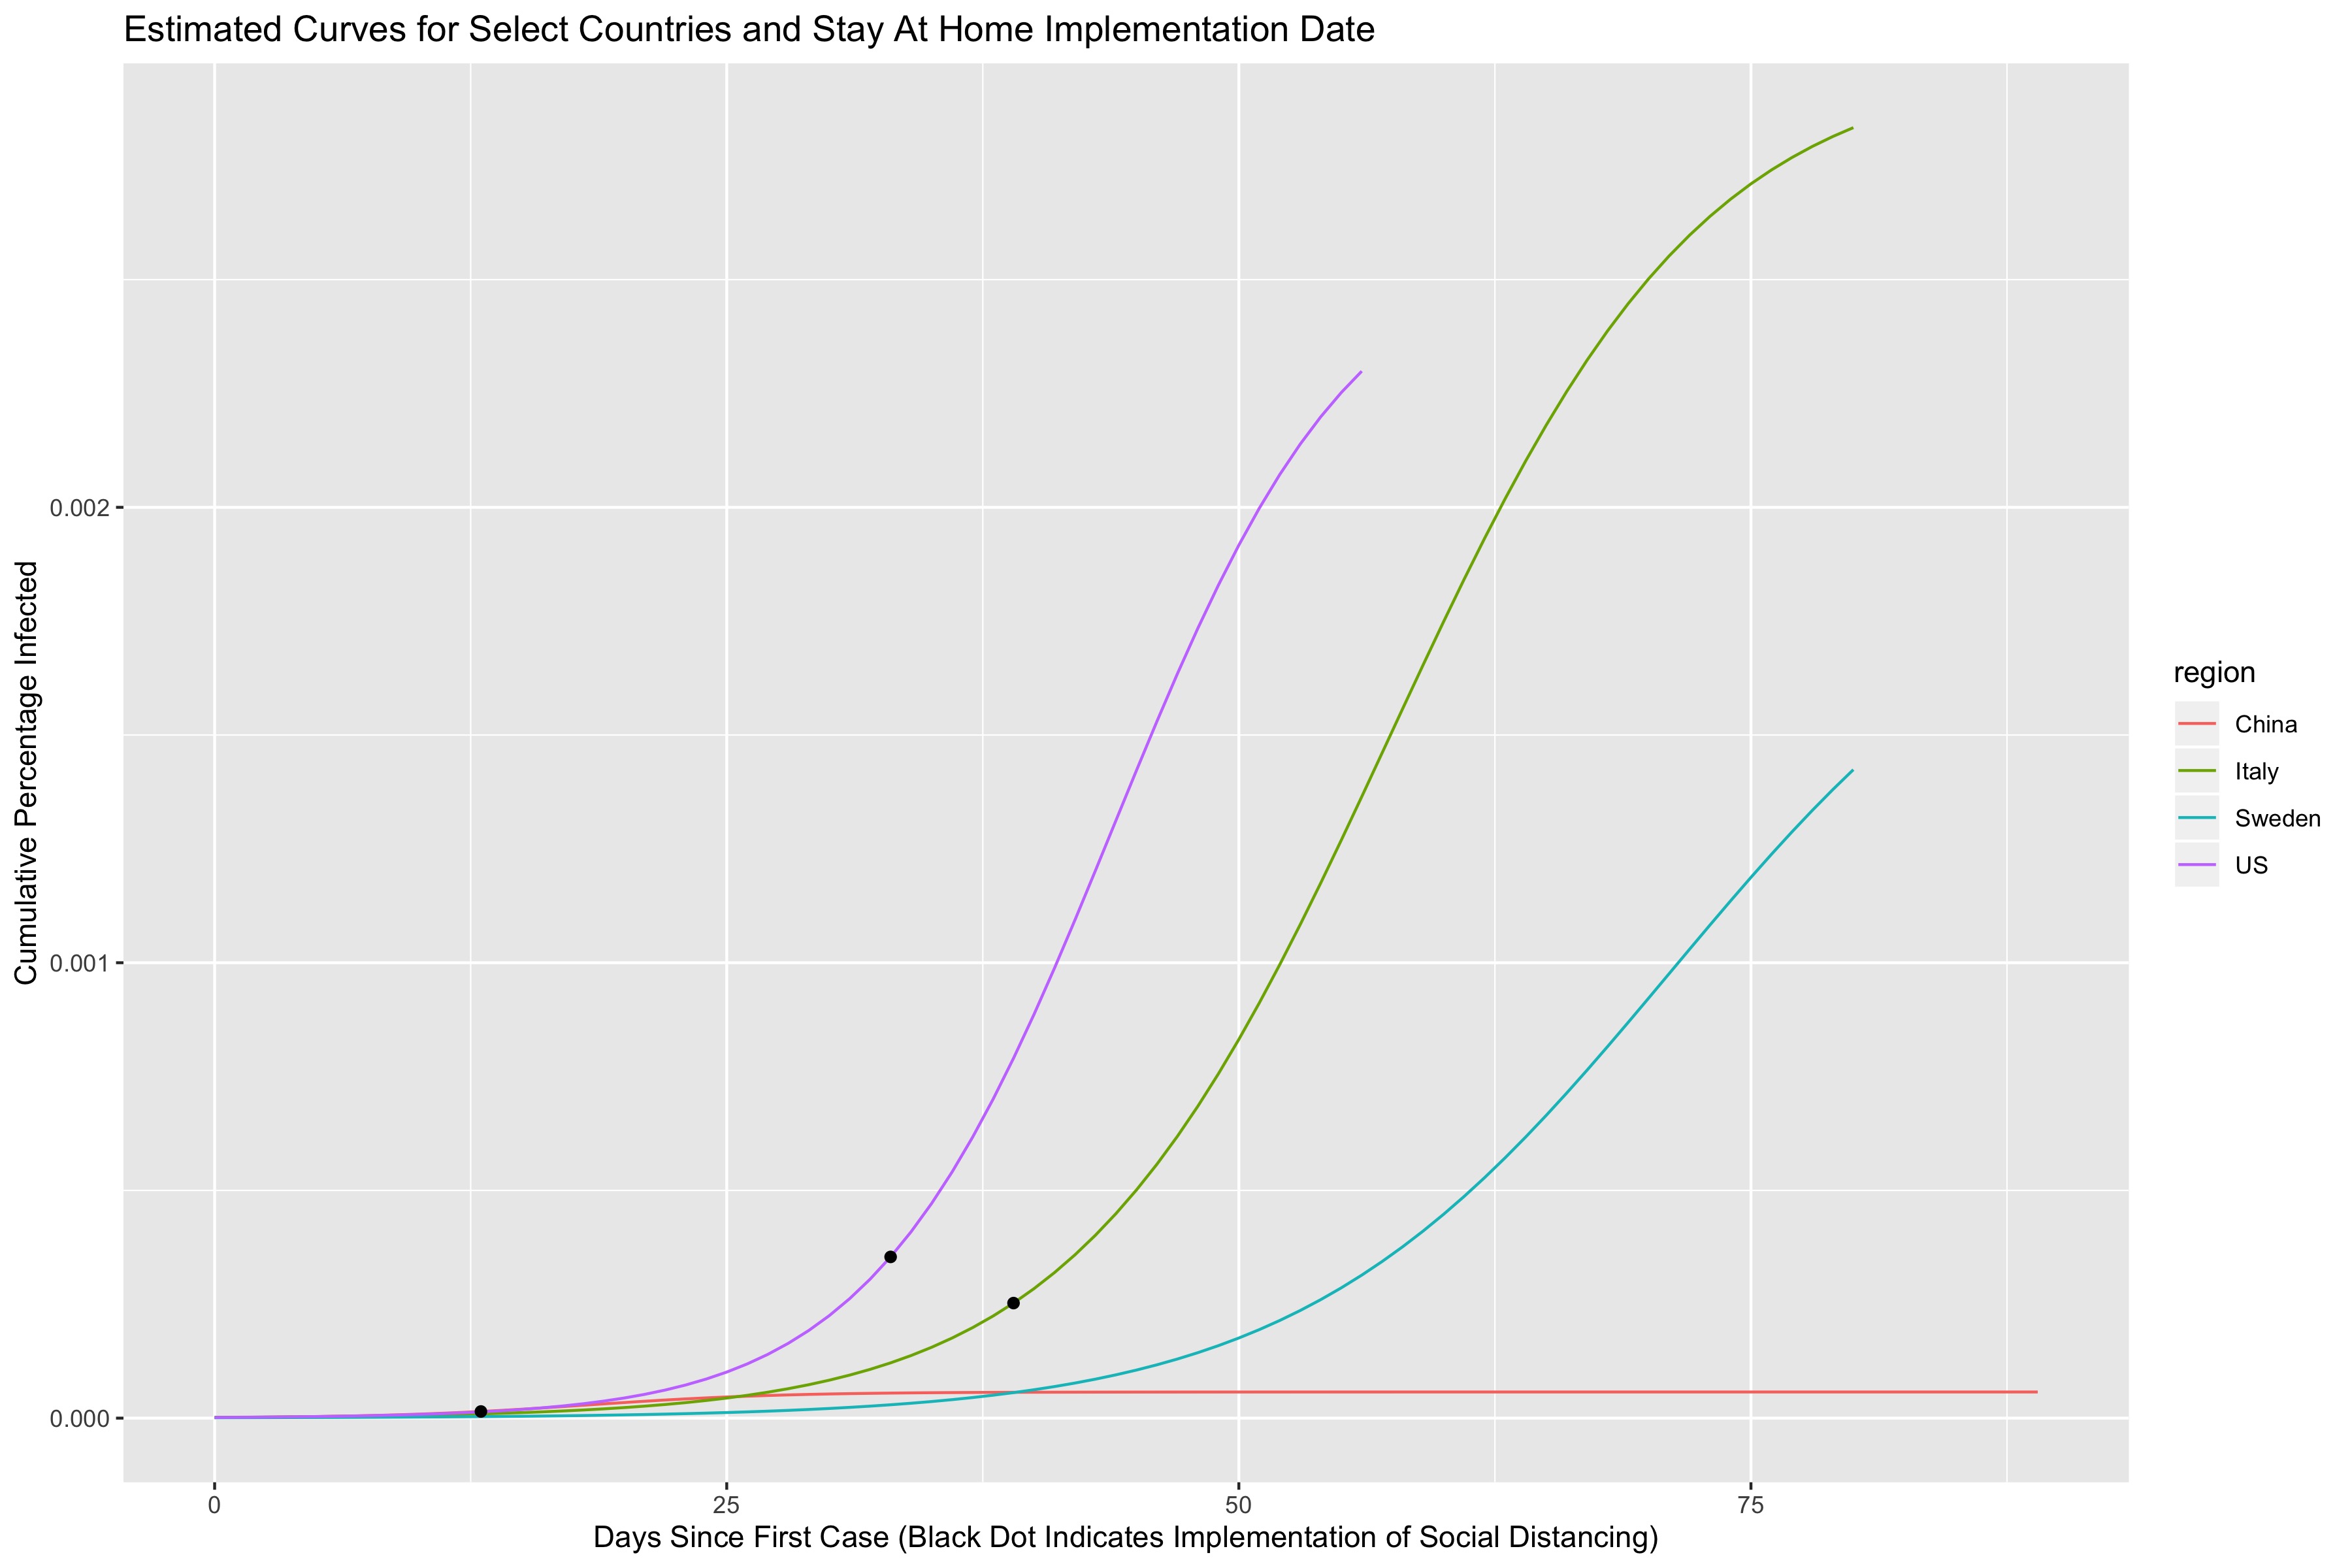 Estimated Curves for Select Countries and Stay At Home Implementation Date
Cumulative Percentage Infected
0.002
0.001
0.000
0
25
50
75
Days Since First Case (Black Dot Indicates Implementation of Social Distancing)
region
China
Italy
Sweden
US